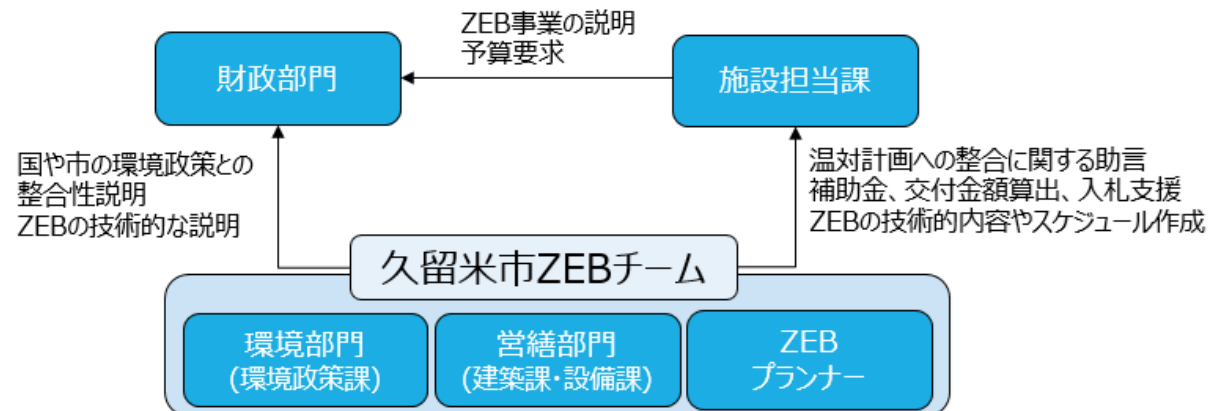 ZEB事業の説明
予算要求
財政部門
施設担当課
国や市の環境政策との
整合性説明
ZEBの技術的な説明
温対計画への整合に関する助言
補助金、交付金額算出、入札支援
ZEBの技術的内容やスケジュール作成
久留米市ZEBチーム
環境部門
(環境政策課)
営繕部門
(建築課・設備課)
ZEB
プランナー